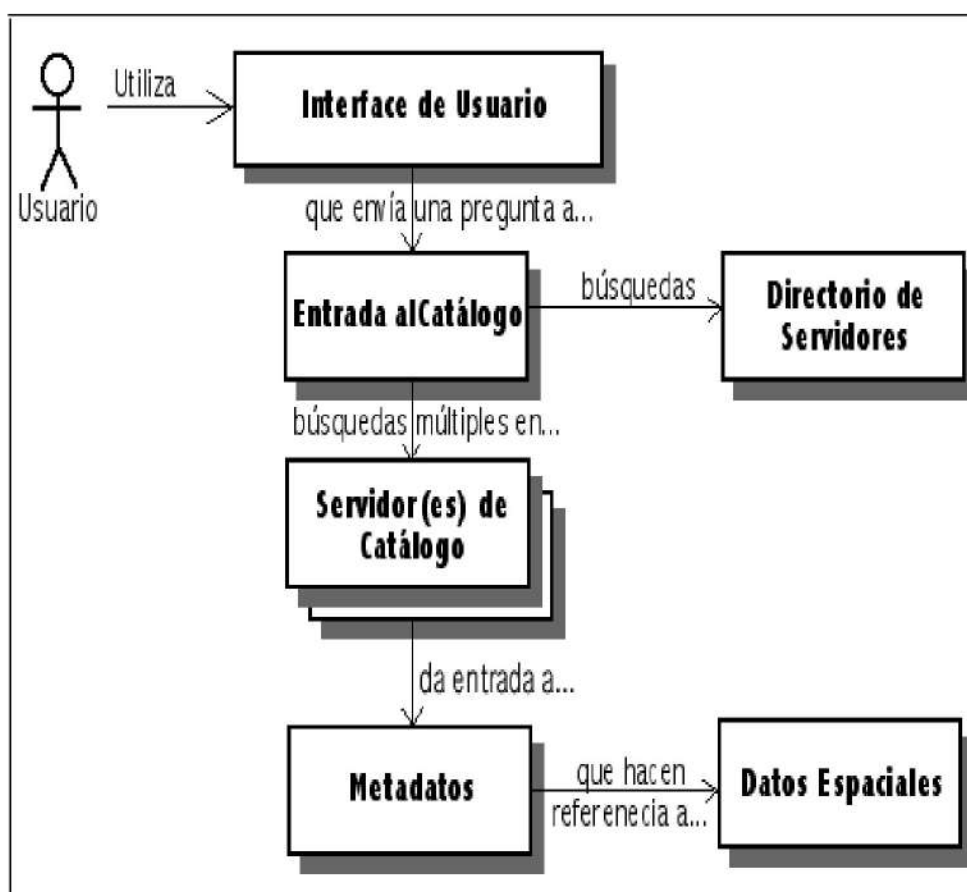 Utiliza
Interface de Usuario
Usuario
que envía una pregunta a...
Entrada alCatálogo
búsquedas
Directorio de
Servidores
búsquedas múltiples en...
Servidor(es) de
Catálogo
da entrada a...
Metadatos
que hacen
referenecia a...
Datos Espaciales